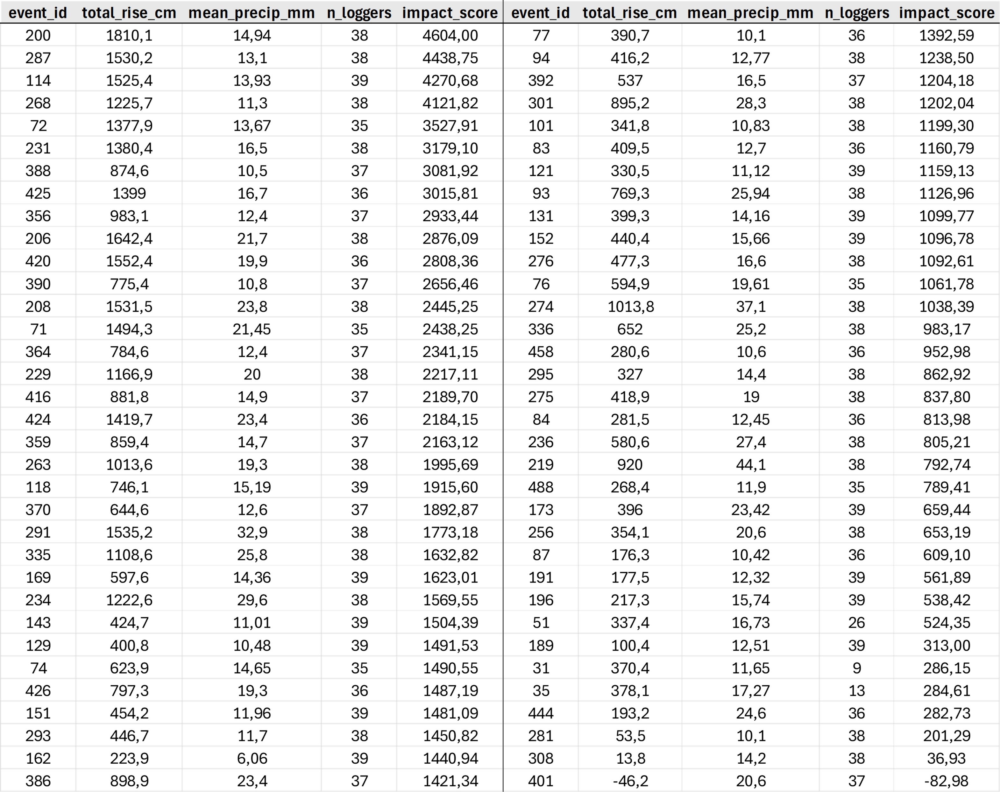 event_id total_rise_cm mean_precip_mm n_loggers impact_score event_id total_rise_cm mean_precip_mm n_loggers impact_score
200 1810,1 14,94 38 4604,00 77 390,7 10,1 36 1392,59
287 1530,2 13,1 38 4438,75 94 416,2 12,77 38 1238,50
114 1525,4 13,93 39 4270,68 392 537 16,5 37 1204,18
268 1225,7 11,3 38 4121,82 301 895,2 28,3 38 1202,04
72 1377,9 13,67 35 3527,91 101 341,8 10,83 38 1199,30
231 1380,4 16,5 38 3179,10 83 409,5 12,7 36 1160,79
388 874,6 10,5 37 3081,92 121 330,5 11,12 39 1159,13
425 1399 16,7 36 3015,81 93 769,3 25,94 38 1126,96
356 983,1 12,4 37 2933,44 131 399,3 14,16 39 1099,77
206 1642,4 21,7 38 2876,09 152 440,4 15,66 39 1096,78
420 1552,4 19,9 36 2808,36 276 477,3 16,6 38 1092,61
390 775,4 10,8 37 2656,46 76 594,9 19,61 35 1061,78
208 1531,5 23,8 38 2445,25 274 1013,8 37,1 38 1038,39
71 1494,3 21,45 35 2438,25 336 652 25,2 38 983,17
364 784,6 12,4 37 2341,15 458 280,6 10,6 36 952,98
229 1166,9 20 38 2217,11 295 327 14,4 38 862,92
416 881,8 14,9 37 2189,70 275 418,9 19 38 837,80
424 1419,7 23,4 36 2184,15 84 281,5 12,45 36 813,98
359 859,4 14,7 37 2163,12 236 580,6 27,4 38 805,21
263 1013,6 19,3 38 1995,69 219 920 44,1 38 792,74
118 746,1 15,19 39 1915,60 488 268,4 11,9 35 789,41
370 644,6 12,6 37 1892,87 173 396 23,42 39 659,44
291 1535,2 32,9 38 1773,18 256 354,1 20,6 38 653,19
335 1108,6 25,8 38 1632,82 87 176,3 10,42 36 609,10
169 597,6 14,36 39 1623,01 191 177,5 12,32 39 561,89
234 1222,6 29,6 38 1569,55 196 217,3 15,74 39 538,42
143 424,7 11,01 39 1504,39 51 337,4 16,73 26 524,35
129 400,8 10,48 39 1491,53 189 100,4 12,51 39 313,00
74 623,9 14,65 35 1490,55 31 370,4 11,65 9 286,15
426 797,3 19,3 36 1487,19 35 378,1 17,27 13 284,61
151 454,2 11,96 39 1481,09 444 193,2 24,6 36 282,73
293 446,7 11,7 38 1450,82 281 53,5 10,1 38 201,29
162 223,9 6,06 39 1440,94 308 13,8 14,2 38 36,93
386 898,9 23,4 37 1421,34 401 -46,2 20,6 37 -82,98